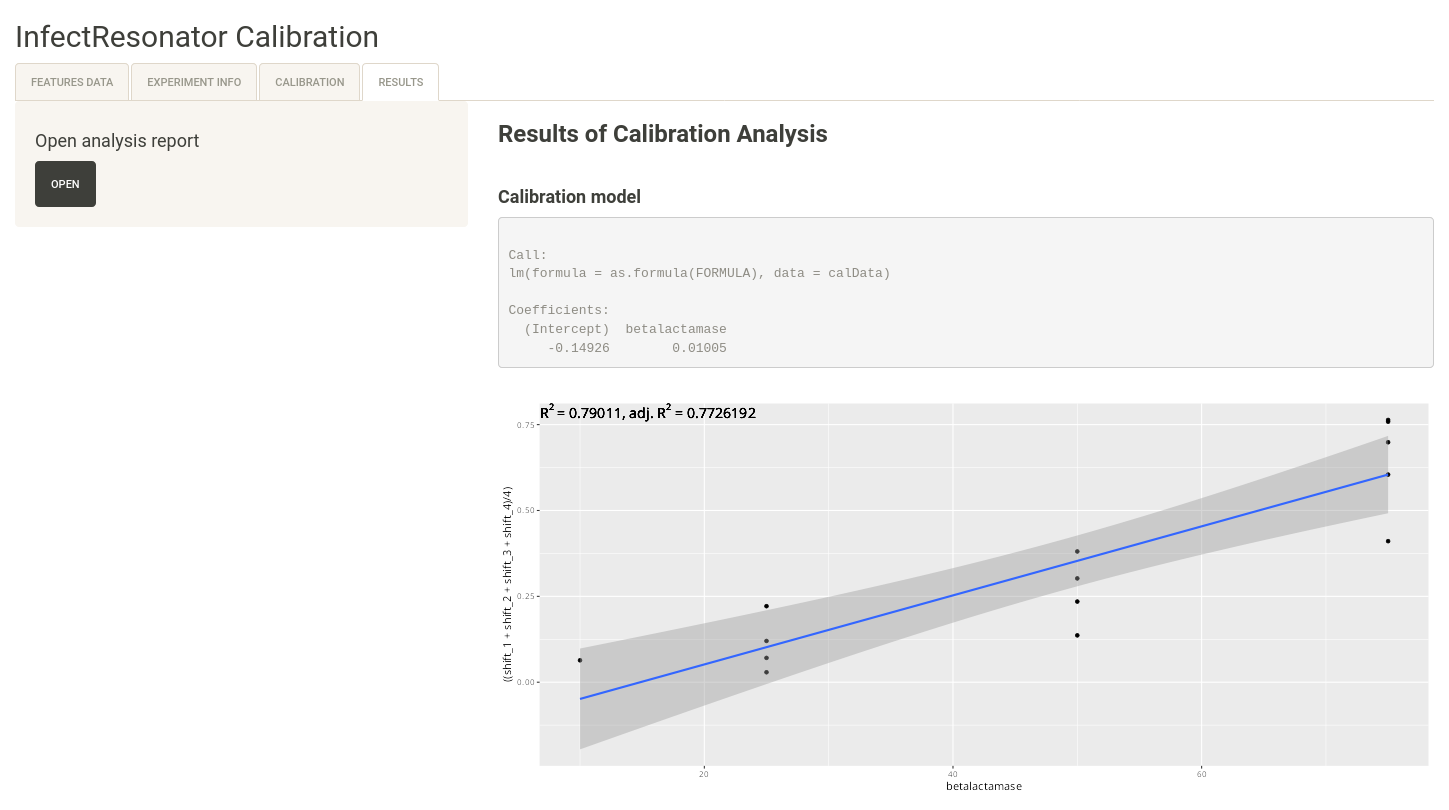 InfectResonator Calibration
FEATURES DATA EXPERIMENT INFO CALIBRATION RESULTS
Open analysis report
OPEN
Results of Calibration Analysis
Calibration model
Call:
lm(formula = as.formula(FORMULA), data = calData)
Coefficients:
(Intercept) betalactamase
-0.14926 0.01005
R² = 0.79011, adj. R² = 0.7726192
((shift_1 + shift_2 + shift_3 + shift_4)/4)
0.75
0.50
0.25
0.00
20 40 60
betalactamase